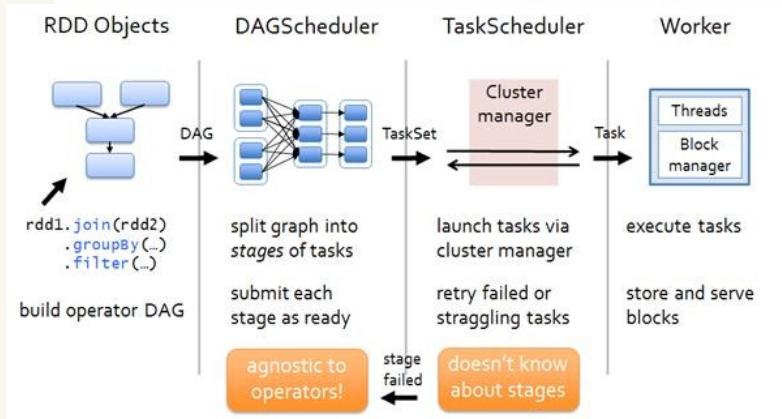 RDD Objects
DAGScheduler
TaskScheduler
Worker
DAG
TaskSet
Cluster
manager
Task
Threads
Block
manager
rdd1.join(rdd2)
.groupBy(…)
.filter(…)
build operator DAG
split graph into
stages of tasks
submit each
stage as ready
agnostic to
operators!
launch tasks via
cluster manager
retry failed or
straggling tasks
stage
failed
doesn't know
about stages
execute tasks
store and serve
blocks